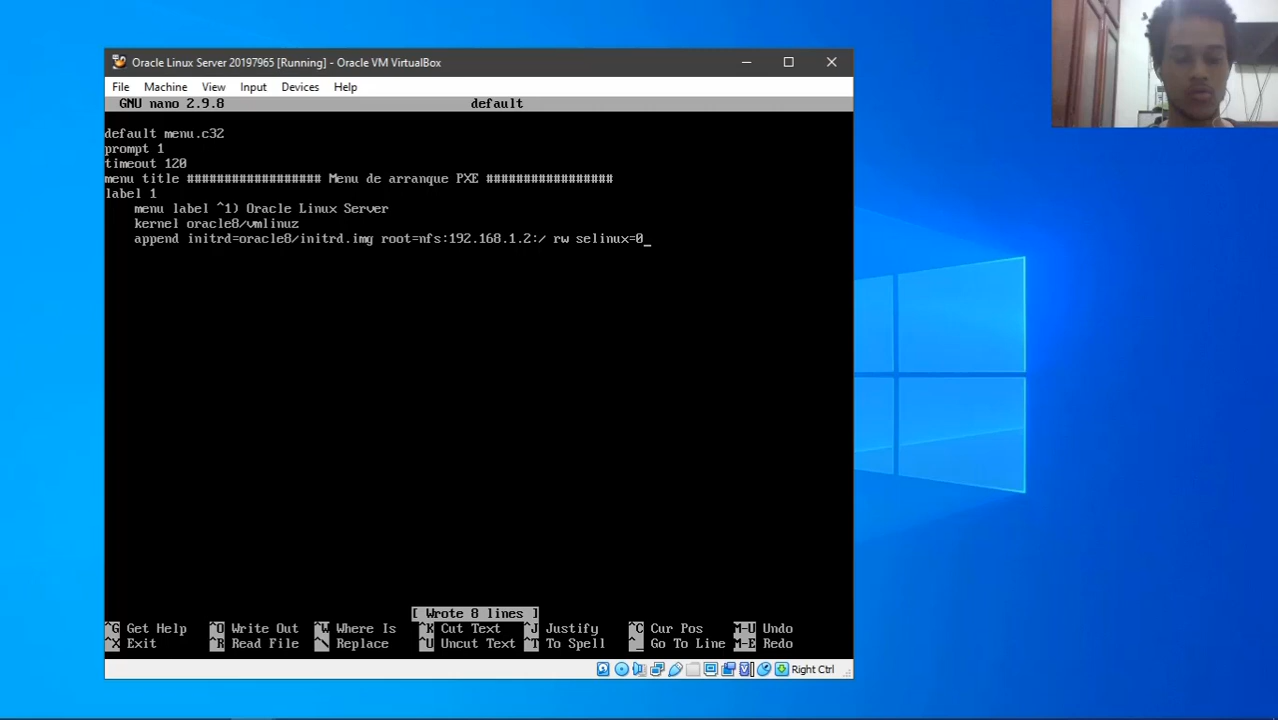 Oracle Linux Server 20197965 [Running] - Oracle VM VirtualBox
File Machine View Input Devices Help
GNU nano 2.9.8 default
default menu.c32
prompt 1
timeout 120
menu title ################## Menu de arranque PXE #################
label 1
menu label ^1) Oracle Linux Server
kernel oracle8/vmlinuz
append initrd=oracle8/initrd.img root=nfs:192.168.1.2:/ rw selinux=0_
[ Wrote 8 lines ]
^G Get Help ^O Write Out ^W Where Is ^K Cut Text ^J Justify ^C Cur Pos M-U Undo
^X Exit ^R Read File ^\ Replace ^U Uncut Text ^T To Spell ^_ Go To Line M-E Redo
Right Ctrl